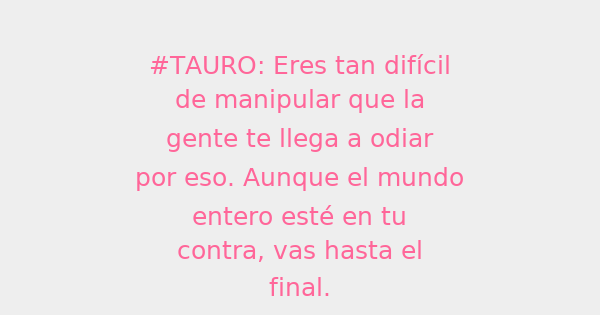 #TAURO: Eres tan difícil
de manipular que la
gente te llega a odiar
por eso. Aunque el mundo
entero esté en tu
contra, vas hasta el
final.